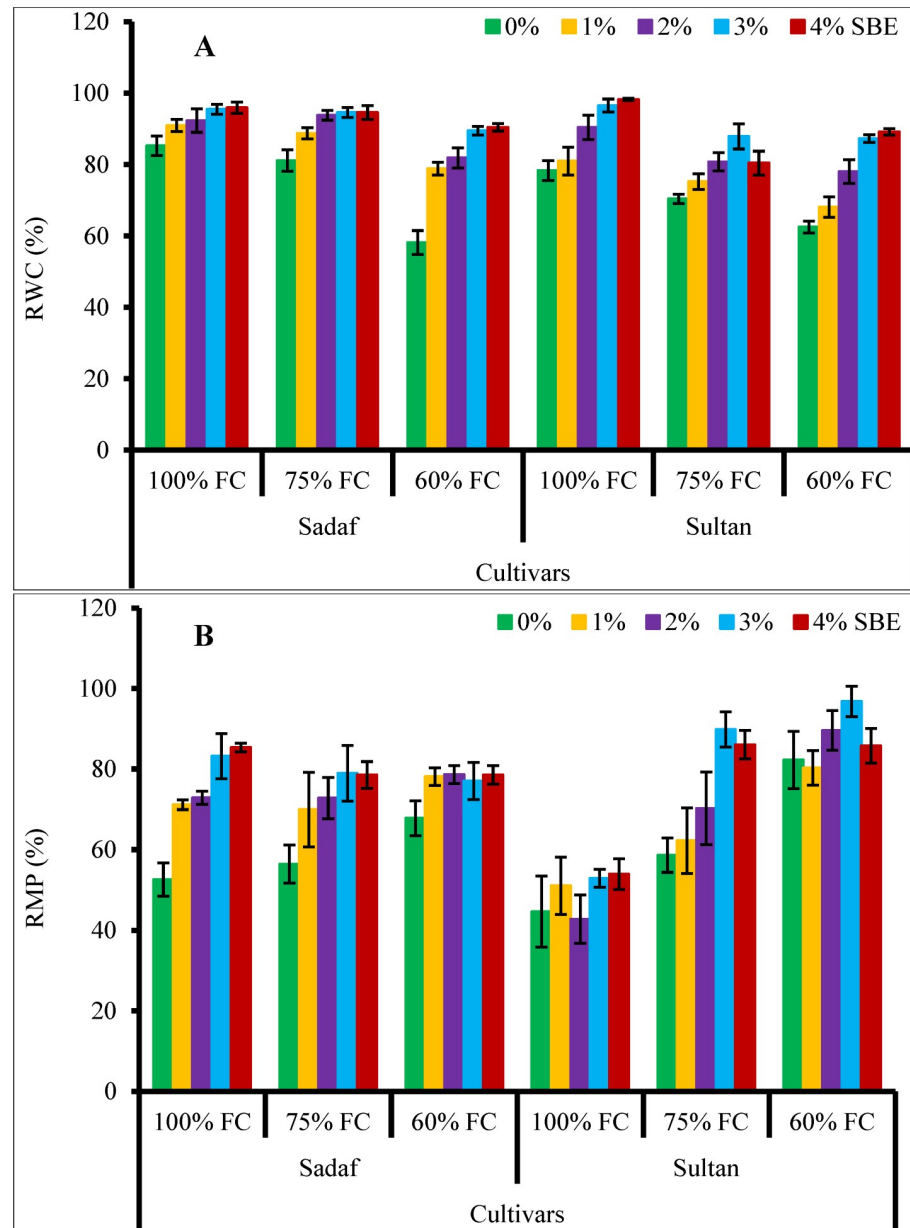 120
A
0% 1% 2% 3% 4% SBE
100
80
60
40
20
0
RWC (%)
100% FC 75% FC 60% FC 100% FC 75% FC 60% FC
Sadaf Sultan
Cultivars
120
B
0% 1% 2% 3% 4% SBE
100
80
60
40
20
0
RMP (%)
100% FC 75% FC 60% FC 100% FC 75% FC 60% FC
Sadaf Sultan
Cultivars